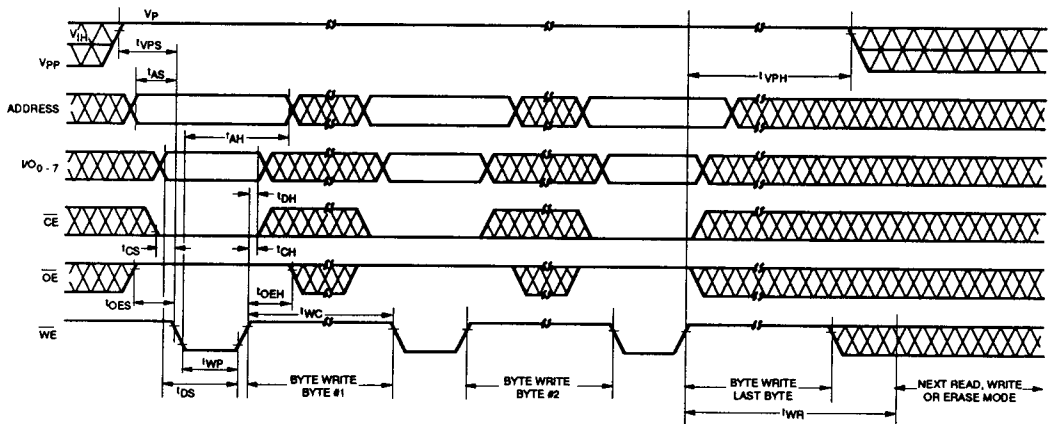 VP
VIH
VPP
tVPS
tAS
tVPH
ADDRESS
tAH
I/O0 - 7
tDH
CE
tCS
tCH
OE
tOES
tOEH
tWC
WE
tWP
tDS
BYTE WRITE
BYTE #1
BYTE WRITE
BYTE #2
BYTE WRITE
LAST BYTE
NEXT READ, WRITE
OR ERASE MODE
tWR